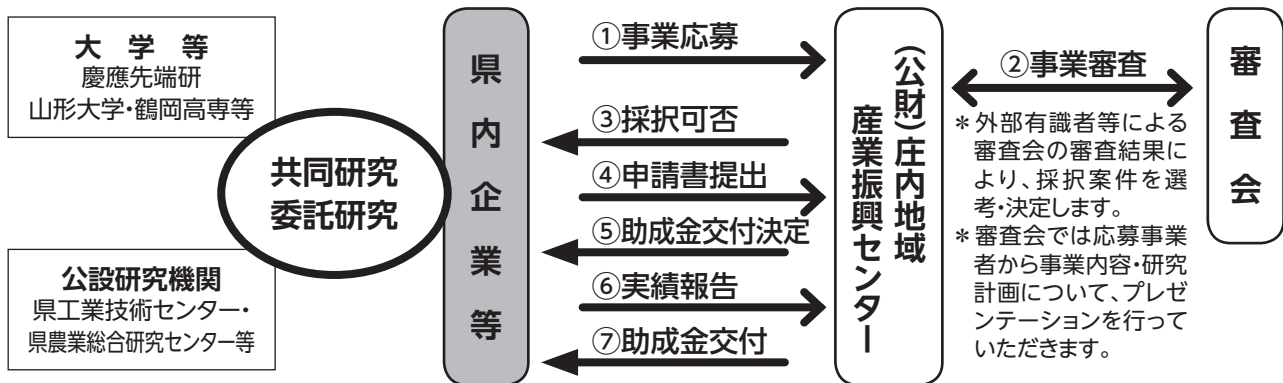 大 学 等
慶應先端研
山形大学・鶴岡高専等
共同研究
委託研究
公設研究機関
県工業技術センター・
県農業総合研究センター等
県内企業等
①事業応募
③採択可否
④申請書提出
⑤助成金交付決定
⑥実績報告
⑦助成金交付
(公財)庄内地域
産業振興センター
②事業審査
＊外部有識者等による
審査会の審査結果に
より、採択案件を選
考・決定します。
＊審査会では応募事業
者から事業内容・研究
計画について、プレゼ
ンテーションを行って
いただきます。
審査会